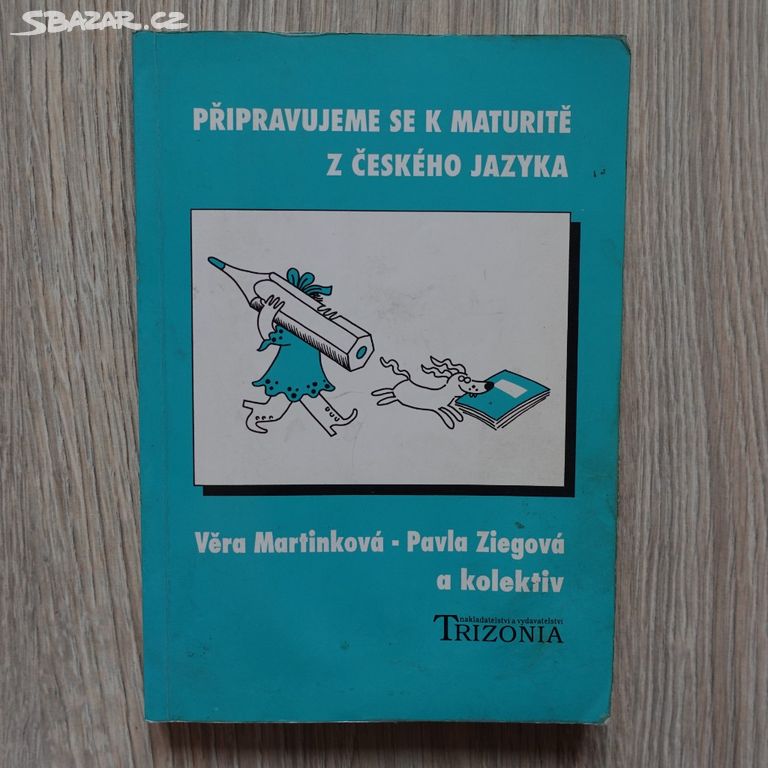 SBAZAR.CZ
PŘIPRAVUJEME SE K MATURITĚ
Z ČESKÉHO JAZYKA
Věra Martinková - Pavla Ziegová
a kolektiv
nakladatelství a vydavatelství
TRIZONIA